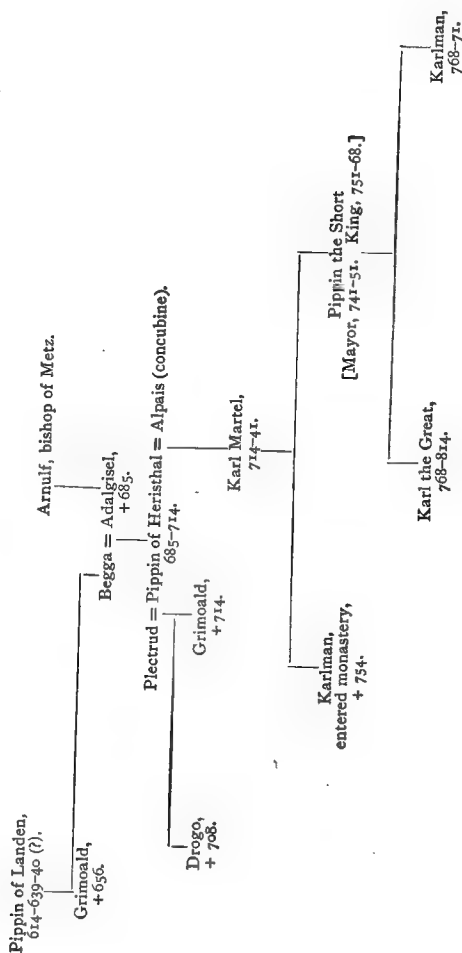 Pippin of Landen,
614–639–40 (?).
Grimoald,
+656.
Arnulf, bishop of Metz.
Begga = Adalgisel,
+ 685.
Plectrud = Pippin of Heristhal = Alpais (concubine).
685–714.
Drogo,
+ 708.
Grimoald,
+714.
Karl Martel,
714–41.
Karlman,
entered monastery,
+ 754.
Pippin the Short
[Mayor, 741–51. King, 751–68.]
Karl the Great,
768–814.
Karlman,
768–71.